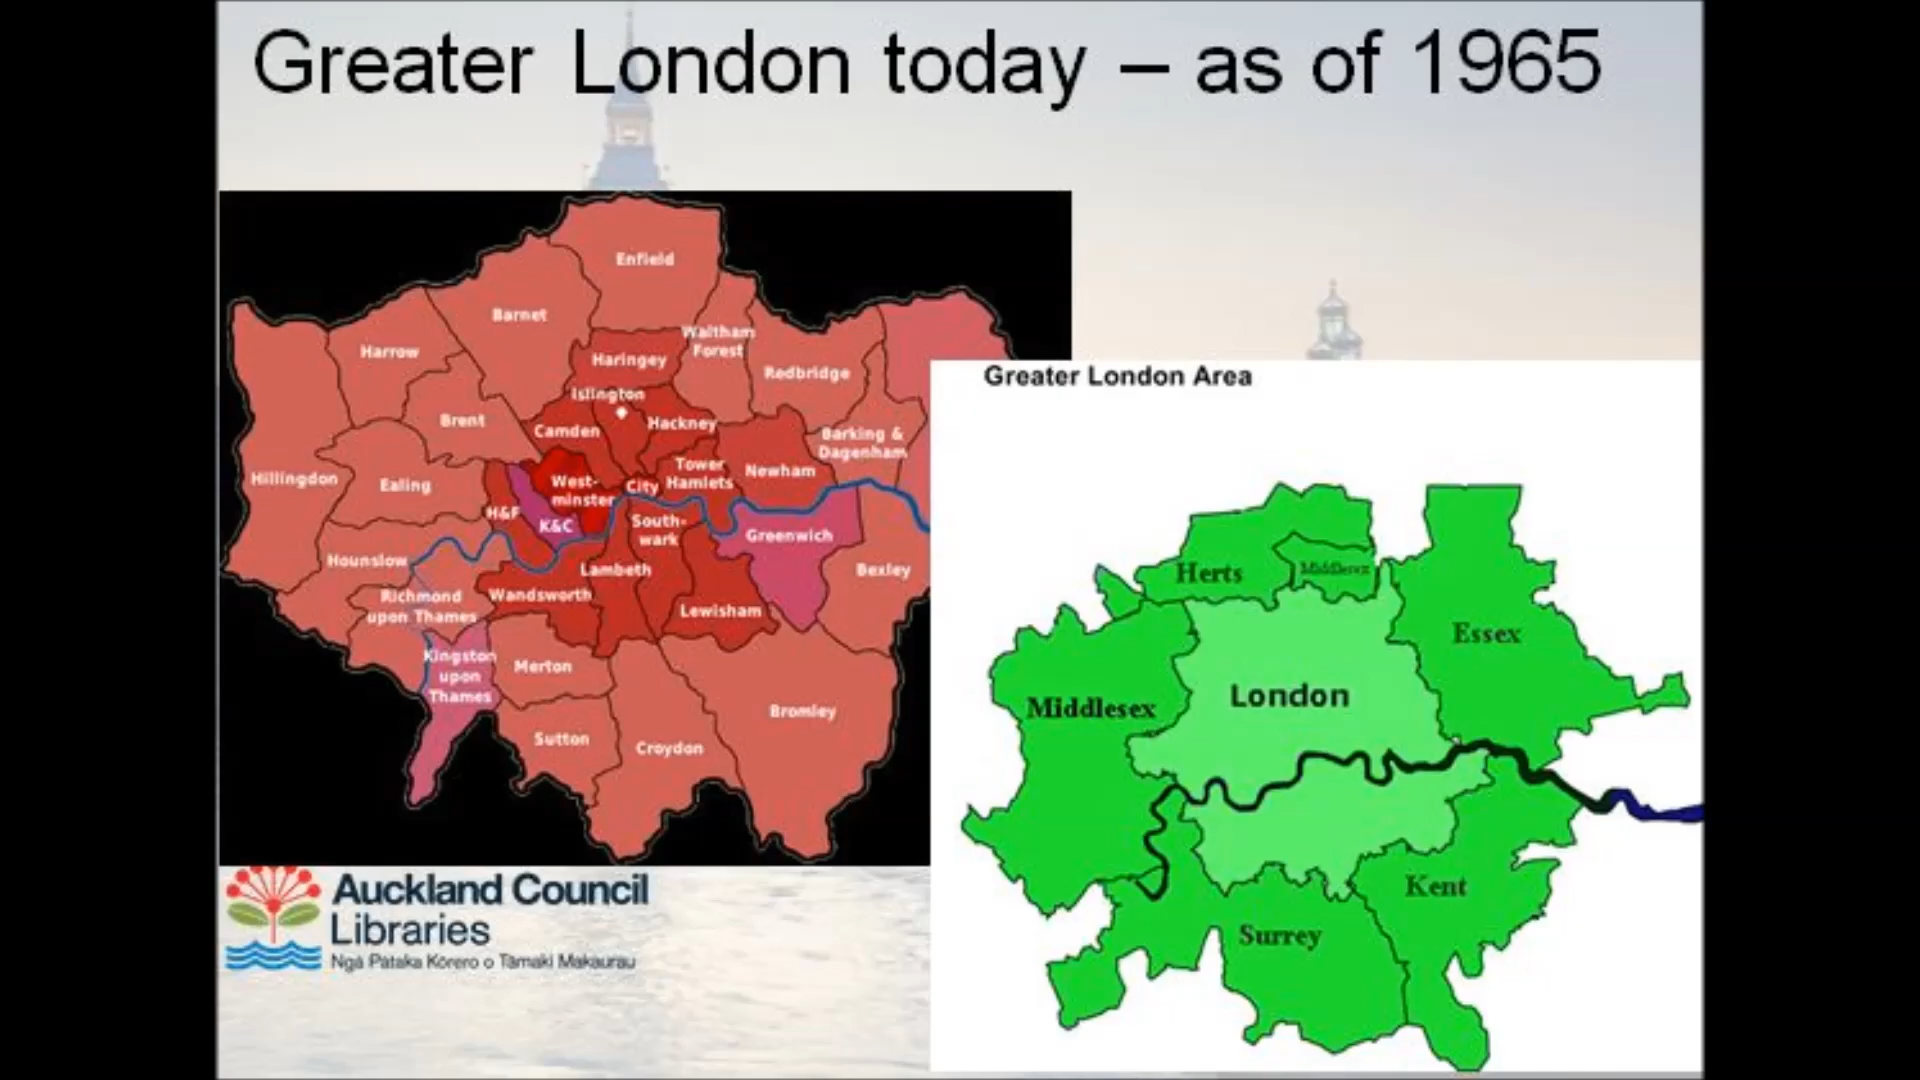 Greater London today – as of 1965
Enfield
Barnet
Harrow
Waltham
Forest
Haringey
Redbridge
Islington
Brent
Camden
Hackney
Barking &
Dagenham
Hillingdon
Ealing
West-
minster
City
Tower
Hamlets
Newham
H&F
K&C
South-
wark
Greenwich
Hounslow
Lambeth
Bexley
Richmond
upon Thames
Wandsworth
Lewisham
Kingston
upon
Thames
Merton
Bromley
Sutton
Croydon
Greater London Area
Herts
Middlesex
Essex
Middlesex
London
Kent
Surrey
Auckland Council
Libraries
Ngā Pātaka Kōrero o Tāmaki Makaurau